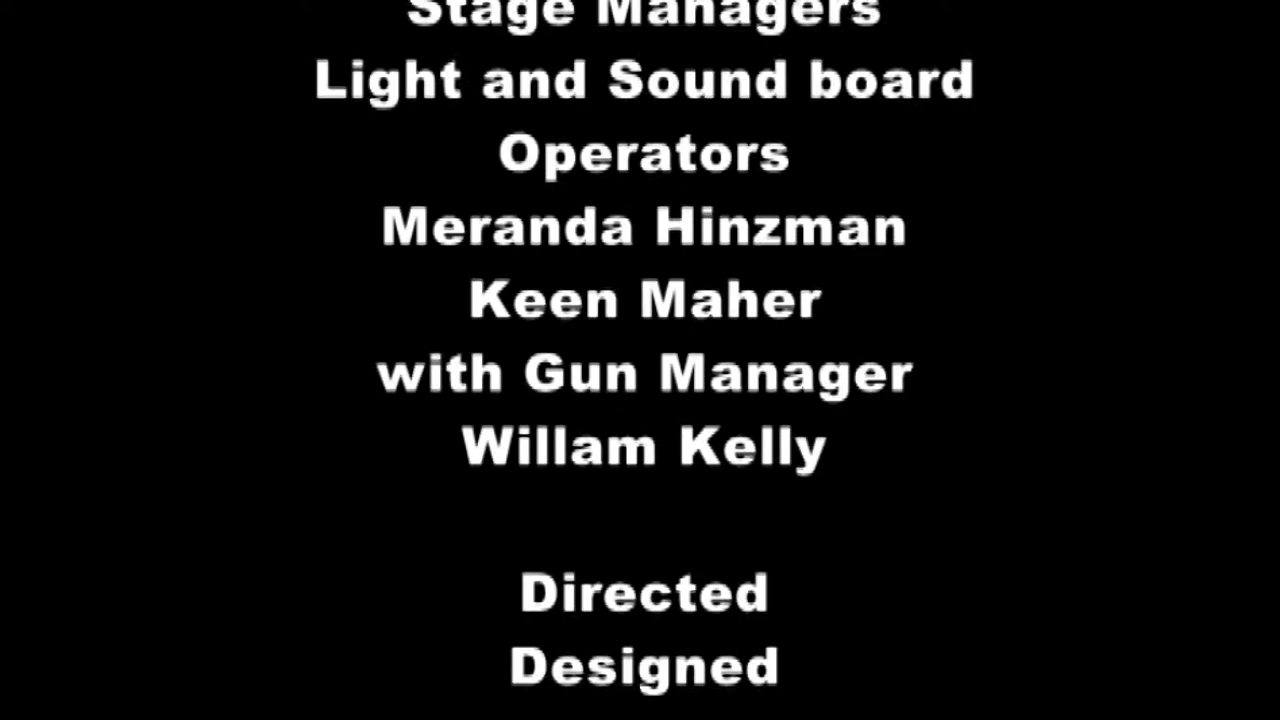 Stage Managers
Light and Sound board
Operators
Meranda Hinzman
Keen Maher
with Gun Manager
Willam Kelly
Directed
Designed